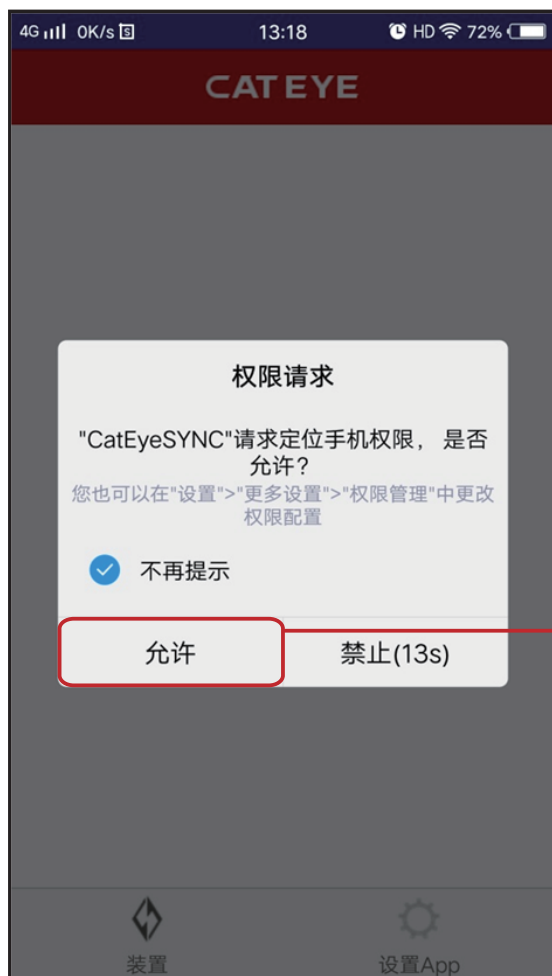 4G 0K/s 13:18 HD 72%
CATEYE
权限请求
"CatEyeSYNC"请求定位手机权限， 是否
允许？
您也可以在"设置">"更多设置">"权限管理"中更改
权限配置
不再提示
允许 禁止(13s)
装置 设置App